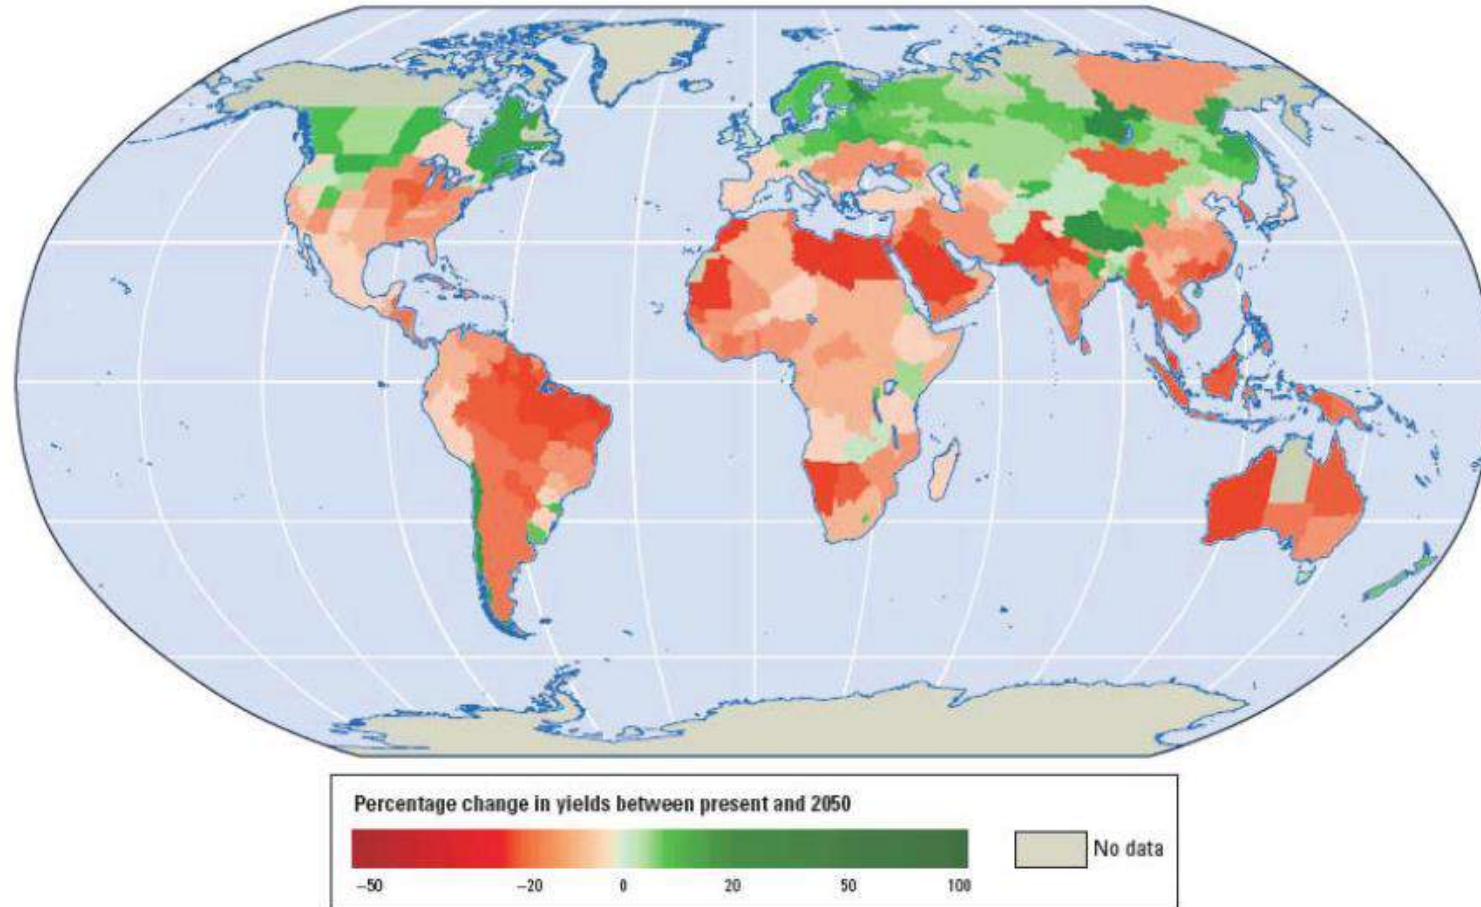 Percentage change in yields between present and 2050
–50 –20 0 20 50 100
No data